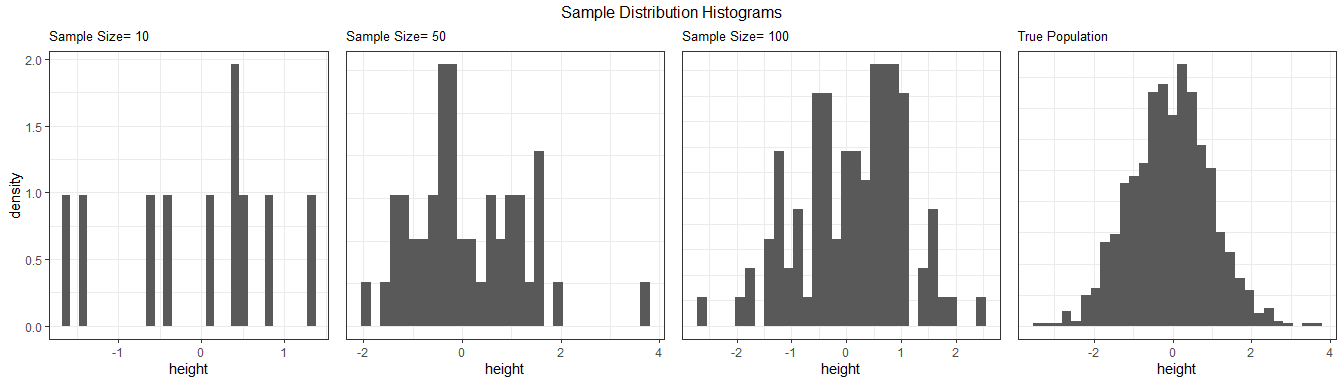 Sample Distribution Histograms
Sample Size= 10
Sample Size= 50
Sample Size= 100
True Population
density
2.0
1.5
1.0
0.5
0.0
-1 0 1
-2 0 2 4
-2 -1 0 1 2
-2 0 2 4
height
height
height
height